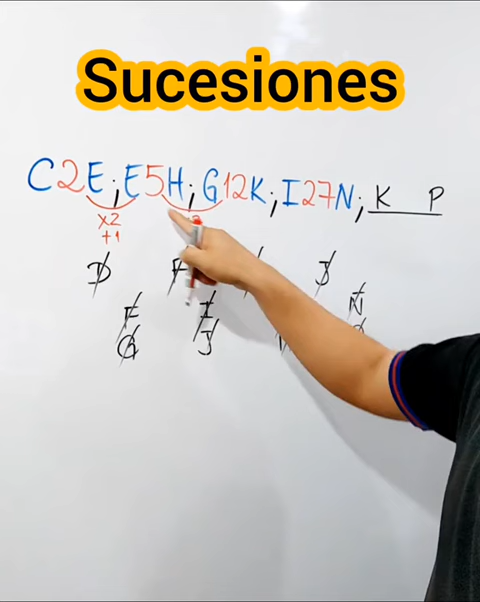 Sucesiones
C2E ; E5H ; G12K ; I27N ; K P
x2
+1
D F J
F I N
G J